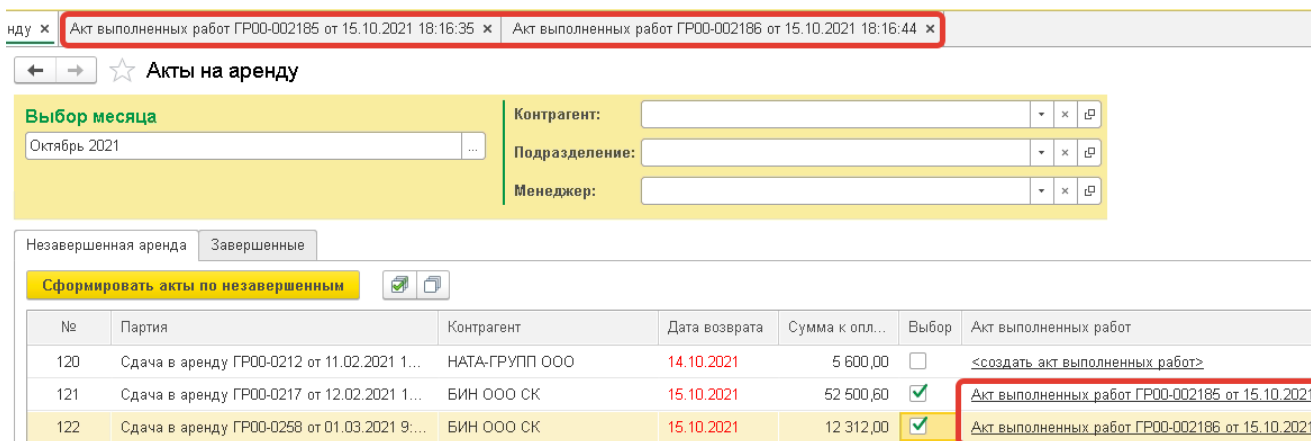 нду × Акт выполненных работ ГР00-002185 от 15.10.2021 18:16:35 × Акт выполненных работ ГР00-002186 от 15.10.2021 18:16:44 ×
Акты на аренду
Выбор месяца
Октябрь 2021 ...
Контрагент:
Подразделение:
Менеджер:
Незавершенная аренда Завершенные
Сформировать акты по незавершенным
№ Партия Контрагент Дата возврата Сумма к опл... Выбор Акт выполненных работ
120 Сдача в аренду ГР00-0212 от 11.02.2021 1... НАТА-ГРУПП ООО 14.10.2021 5 600,00 <создать акт выполненных работ>
121 Сдача в аренду ГР00-0217 от 12.02.2021 1... БИН ООО СК 15.10.2021 52 500,60 Акт выполненных работ ГР00-002185 от 15.10.2021
122 Сдача в аренду ГР00-0258 от 01.03.2021 9:... БИН ООО СК 15.10.2021 12 312,00 Акт выполненных работ ГР00-002186 от 15.10.2021